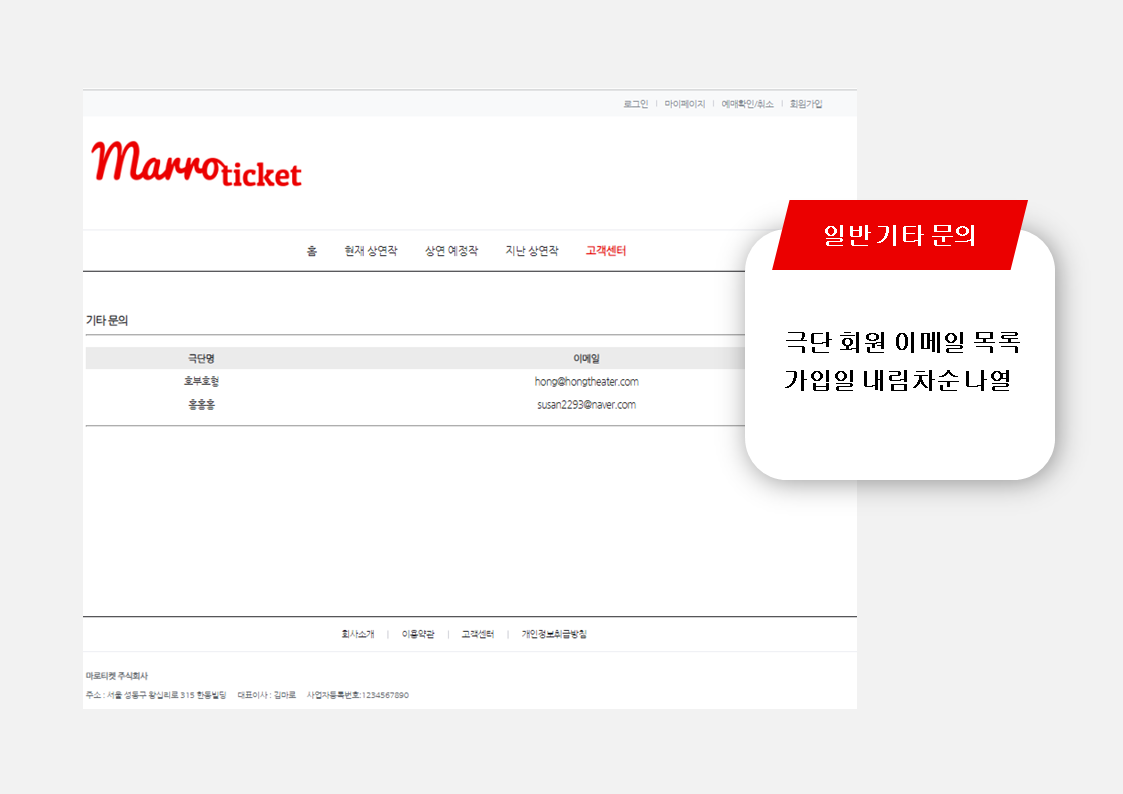 로그인 | 마이페이지 | 예매확인/취소 | 회원가입
Marro ticket
홈 현재 상연작 상연 예정작 지난 상연작 고객센터
일반 기타 문의
극단 회원 이메일 목록
가입일 내림차순 나열
기타 문의
극단명 이메일
호부호형 hong@hongtheater.com
홍홍홍 susan2293@naver.com
회사소개 | 이용약관 | 고객센터 | 개인정보취급방침
마로티켓 주식회사
주소 : 서울 성동구 왕십리로 315 한동빌딩 대표이사 : 김마로 사업자등록번호:1234567890